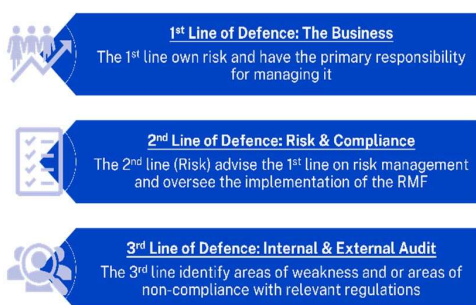 1st Line of Defence: The Business
The 1st line own risk and have the primary responsibility
for managing it
2nd Line of Defence: Risk & Compliance
The 2nd line (Risk) advise the 1st line on risk management
and oversee the implementation of the RMF
3rd Line of Defence: Internal & External Audit
The 3rd line identify areas of weakness and or areas of
non-compliance with relevant regulations